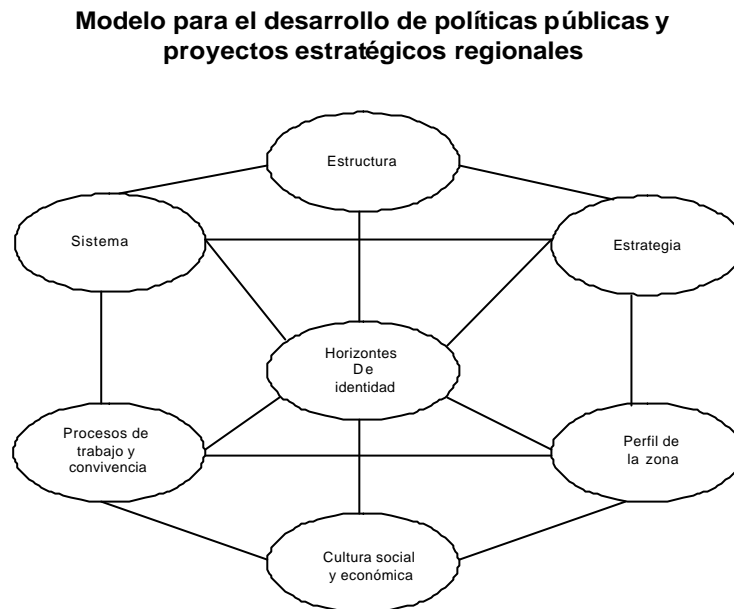 Modelo para el desarrollo de políticas públicas y
proyectos estratégicos regionales
Estructura
Sistema
Estrategia
Horizontes
De
identidad
Procesos de
trabajo y
convivencia
Perfil de
la zona
Cultura social
y económica